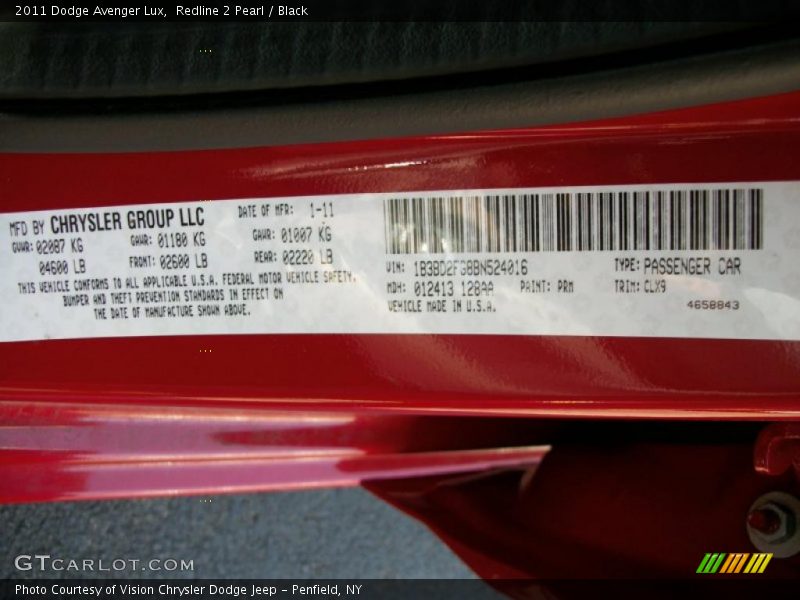 2011 Dodge Avenger Lux, Redline 2 Pearl / Black
MFD BY CHRYSLER GROUP LLC DATE OF MFR: 1-11
GVWR: 02087 KG GAWR: 01180 KG GAWR: 01007 KG
04600 LB FRONT: 02600 LB REAR: 02220 LB
THIS VEHICLE CONFORMS TO ALL APPLICABLE U.S.A. FEDERAL MOTOR VEHICLE SAFETY,
BUMPER AND THEFT PREVENTION STANDARDS IN EFFECT ON
THE DATE OF MANUFACTURE SHOWN ABOVE.
VIN: 1B3BD2FG8BN524016 TYPE: PASSENGER CAR
MDH: 012413 128AA PAINT: PRM TRIM: CLX9
VEHICLE MADE IN U.S.A. 4658843
GTCARLOT.COM
Photo Courtesy of Vision Chrysler Dodge Jeep - Penfield, NY